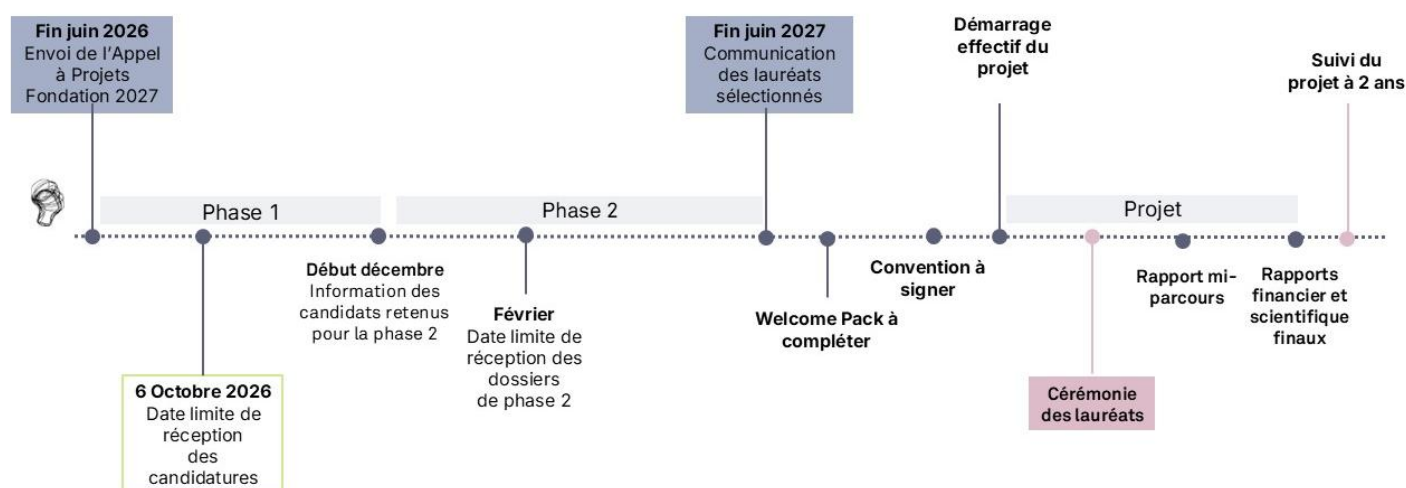 Fin juin 2026
Envoi de l'Appel
à Projets
Fondation 2027
Fin juin 2027
Communication
des lauréats
sélectionnés
Démarrage
effectif du
projet
Suivi du
projet à 2 ans
Phase 1
Phase 2
Projet
Début décembre
Information des
candidats retenus
pour la phase 2
Février
Date limite de
réception des
dossiers
de phase 2
Welcome Pack à
compléter
Convention à
signer
Rapport mi-
parcours
Rapports
financier et
scientifique
finaux
6 Octobre 2026
Date limite de
réception
des
candidatures
Cérémonie
des lauréats